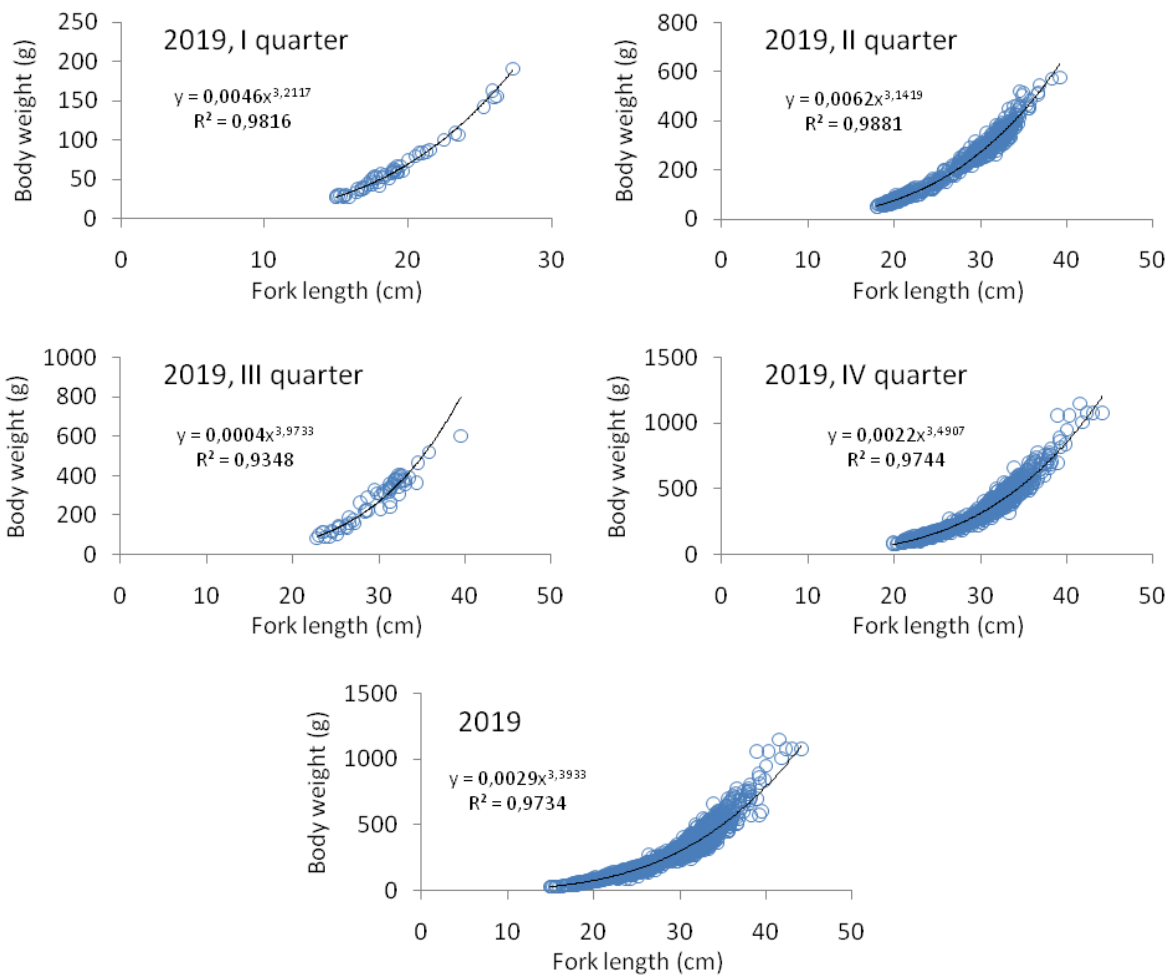 2019, I quarter
y = 0,0046x^3,2117
R² = 0,9816
Body weight (g)
250
200
150
100
50
0
0 10 20 30
Fork length (cm)
2019, II quarter
y = 0,0062x^3,1419
R² = 0,9881
Body weight (g)
800
600
400
200
0
0 10 20 30 40 50
Fork length (cm)
2019, III quarter
y = 0,0004x^3,9733
R² = 0,9348
Body weight (g)
1000
800
600
400
200
0
0 10 20 30 40 50
Fork length (cm)
2019, IV quarter
y = 0,0022x^3,4907
R² = 0,9744
Body weight (g)
1500
1000
500
0
0 10 20 30 40 50
Fork length (cm)
2019
y = 0,0029x^3,3933
R² = 0,9734
Body weight (g)
1500
1000
500
0
0 10 20 30 40 50
Fork length (cm)